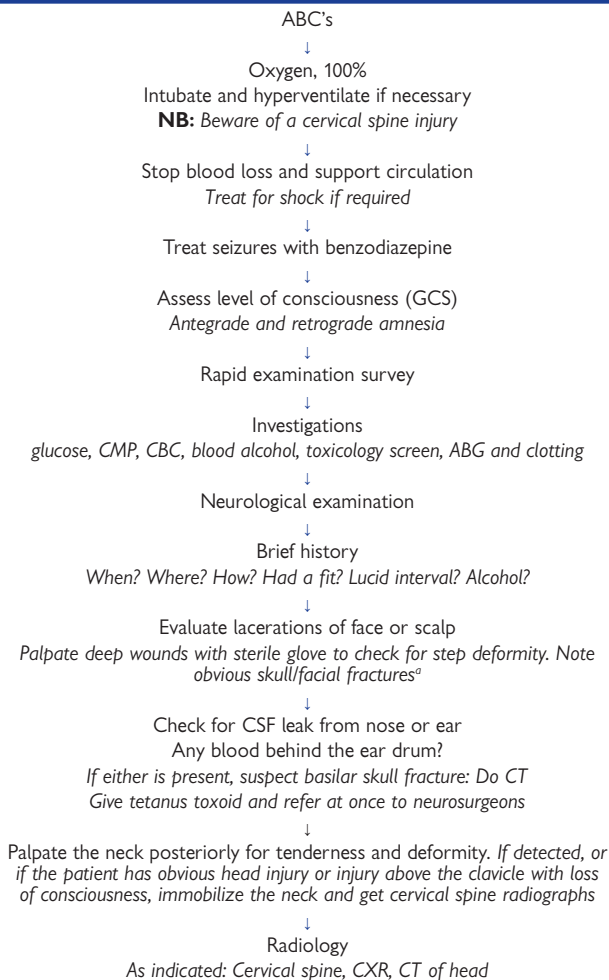 ABC's
↓
Oxygen, 100%
Intubate and hyperventilate if necessary
NB: Beware of a cervical spine injury
↓
Stop blood loss and support circulation
Treat for shock if required
↓
Treat seizures with benzodiazepine
↓
Assess level of consciousness (GCS)
Antegrade and retrograde amnesia
↓
Rapid examination survey
↓
Investigations
glucose, CMP, CBC, blood alcohol, toxicology screen, ABG and clotting
↓
Neurological examination
↓
Brief history
When? Where? How? Had a fit? Lucid interval? Alcohol?
↓
Evaluate lacerations of face or scalp
Palpate deep wounds with sterile glove to check for step deformity. Note
obvious skull/facial fracturesª
↓
Check for CSF leak from nose or ear
Any blood behind the ear drum?
If either is present, suspect basilar skull fracture: Do CT
Give tetanus toxoid and refer at once to neurosurgeons
↓
Palpate the neck posteriorly for tenderness and deformity. If detected, or
if the patient has obvious head injury or injury above the clavicle with loss
of consciousness, immobilize the neck and get cervical spine radiographs
↓
Radiology
As indicated: Cervical spine, CXR, CT of head